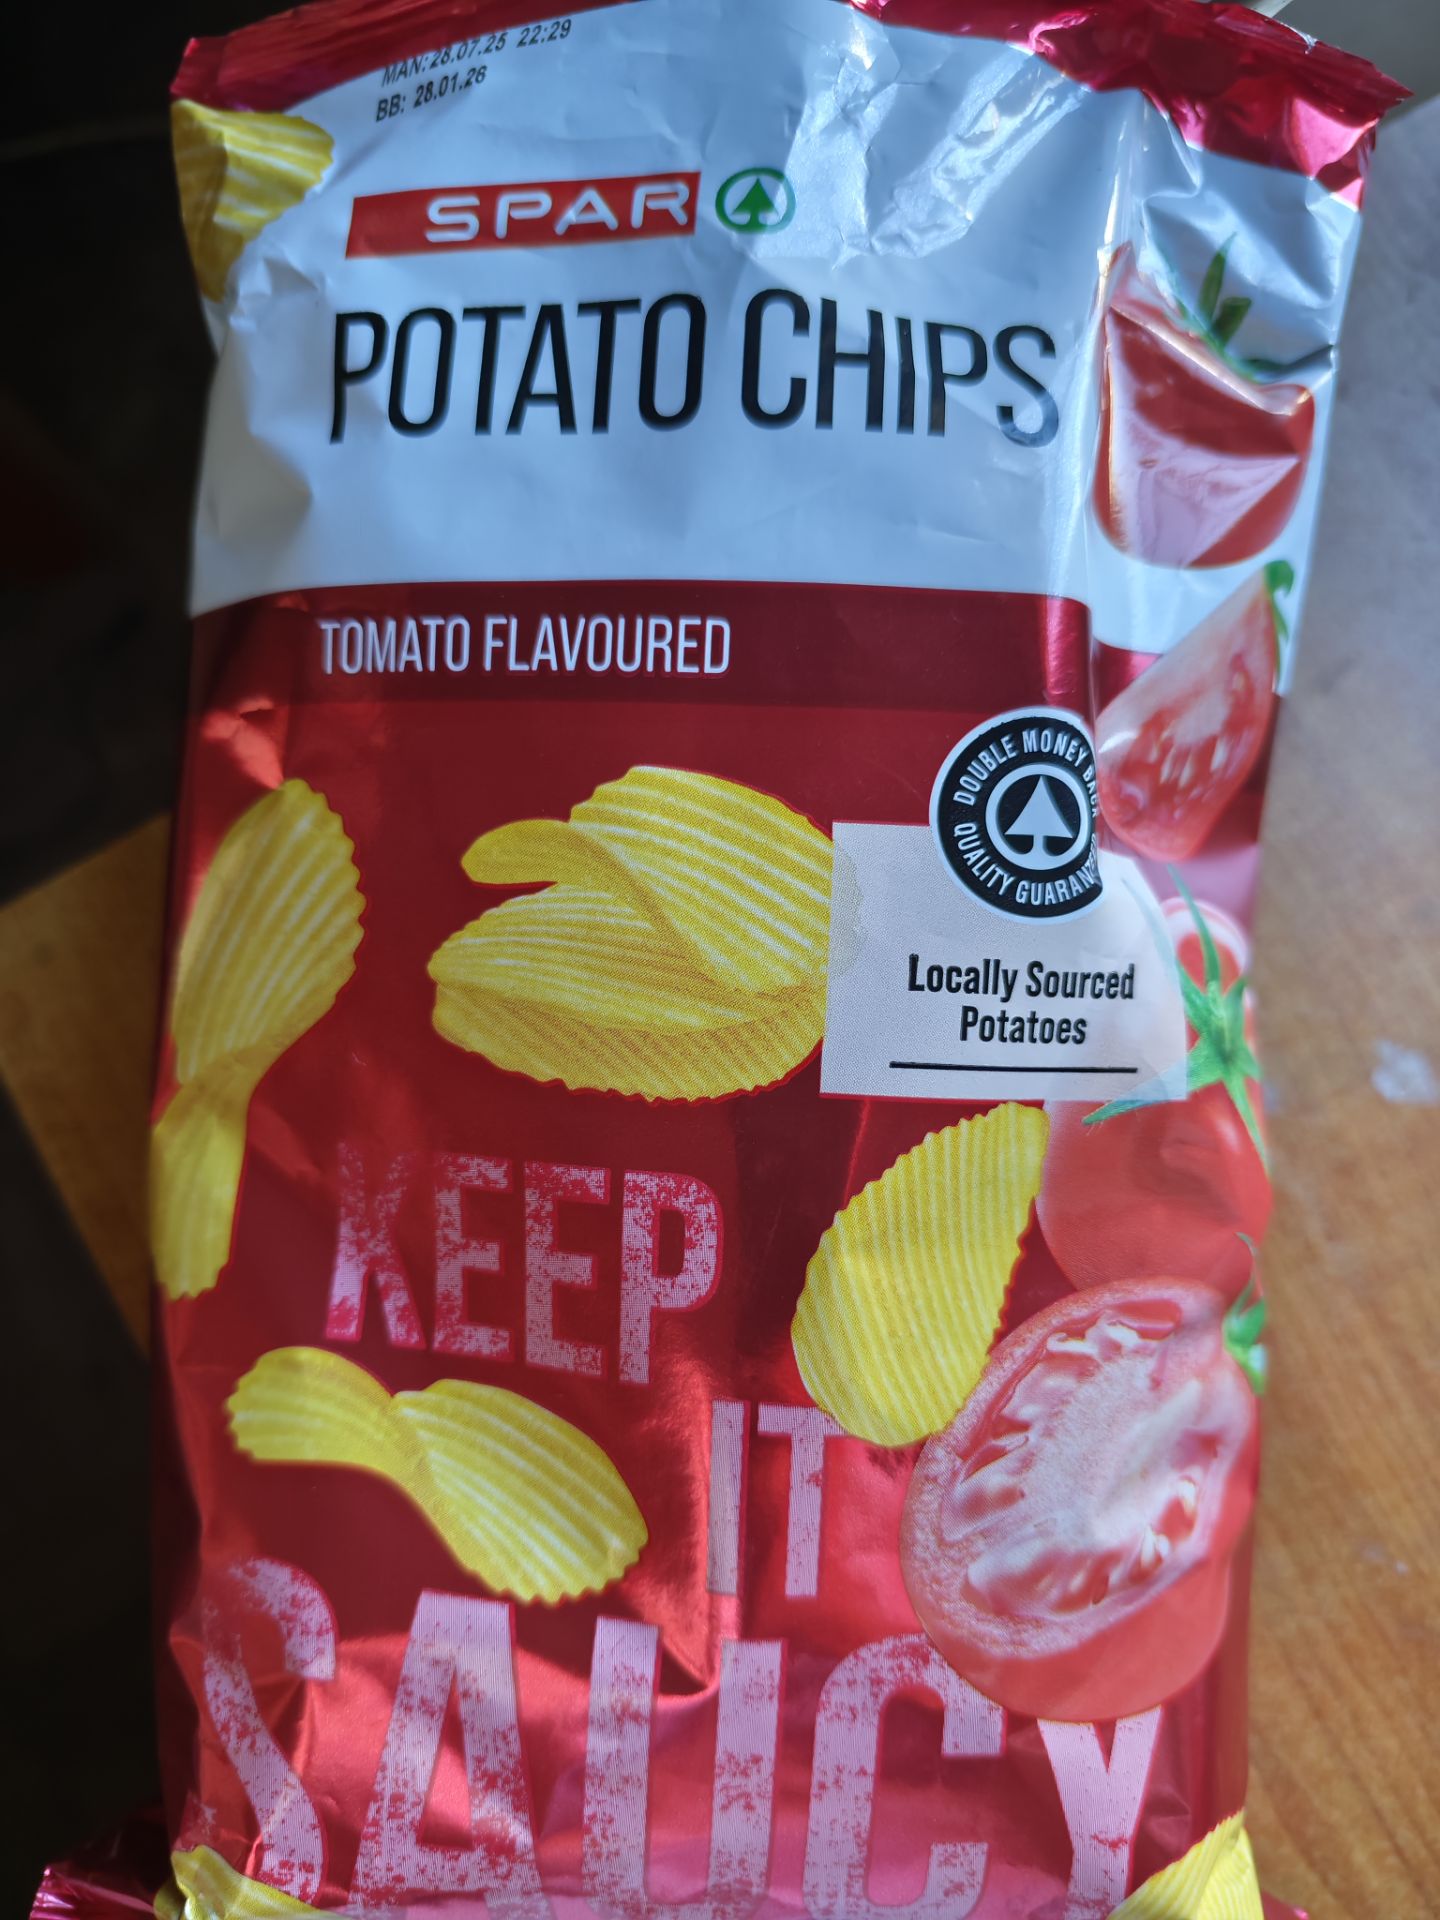 MAN: 28.07.25 22:29
BB: 28.01.26
SPAR
POTATO CHIPS
TOMATO FLAVOURED
DOUBLE MONEY BACK
QUALITY GUARANTEE
Locally Sourced
Potatoes
KEEP
IT
SAUCY